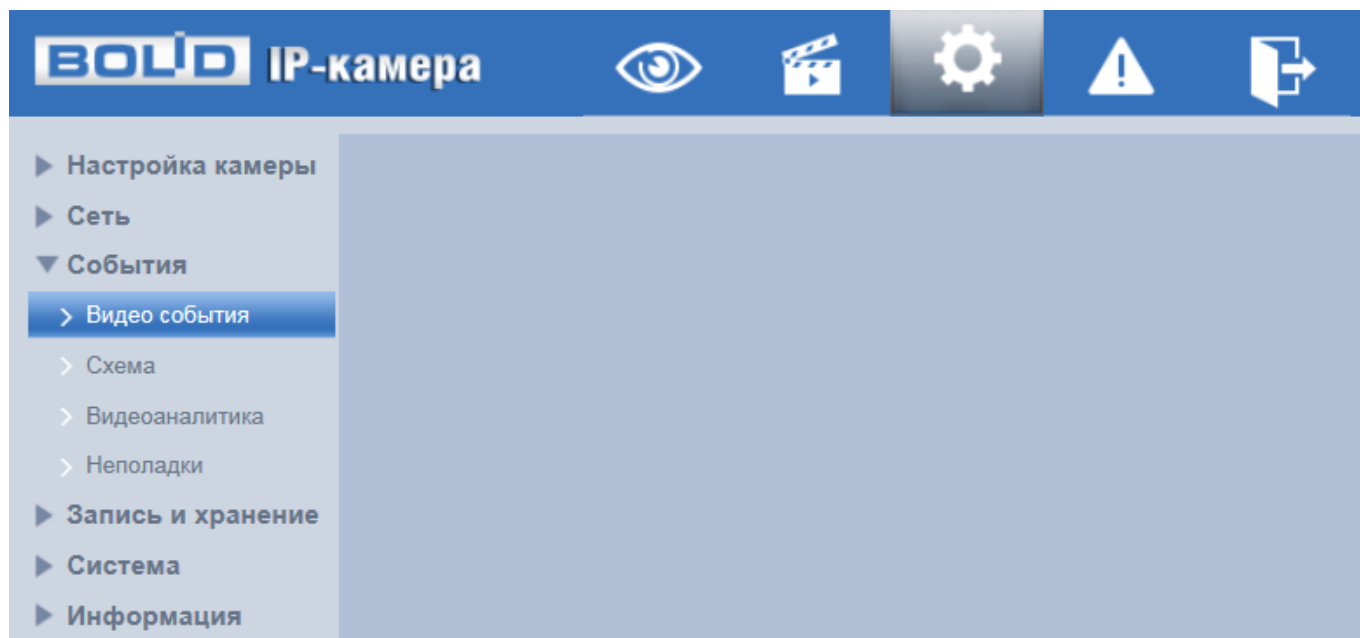 BOLID IP-камера
Настройка камеры
Сеть
События
Видео события
Схема
Видеоаналитика
Неполадки
Запись и хранение
Система
Информация